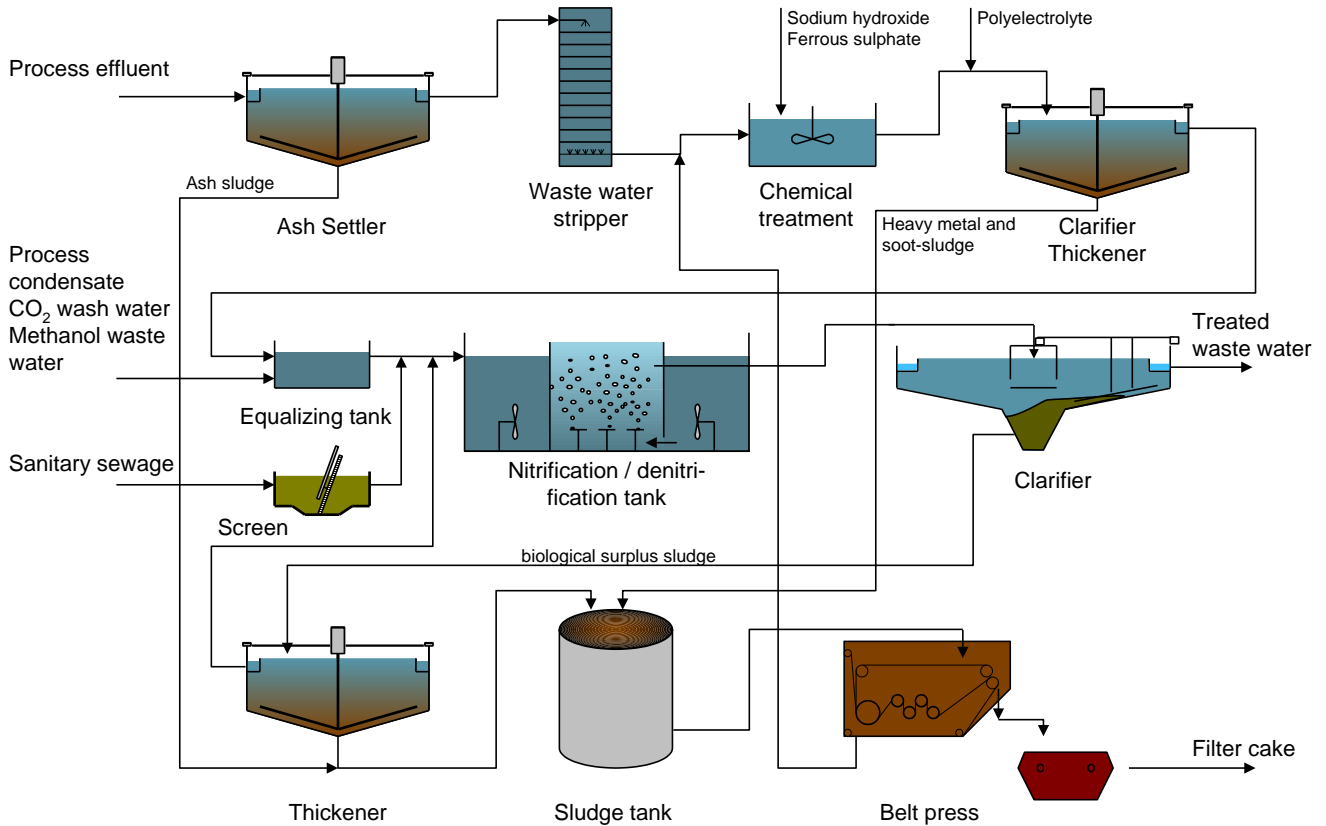 Sodium hydroxide
Ferrous sulphate
Polyelectrolyte
Process effluent
Ash sludge
Ash Settler
Waste water
stripper
Chemical
treatment
Heavy metal and
soot-sludge
Clarifier
Thickener
Process
condensate
CO₂ wash water
Methanol waste
water
Treated
waste water
Equalizing tank
Sanitary sewage
Nitrification / denitri-
fication tank
Clarifier
Screen
biological surplus sludge
Filter cake
Thickener
Sludge tank
Belt press